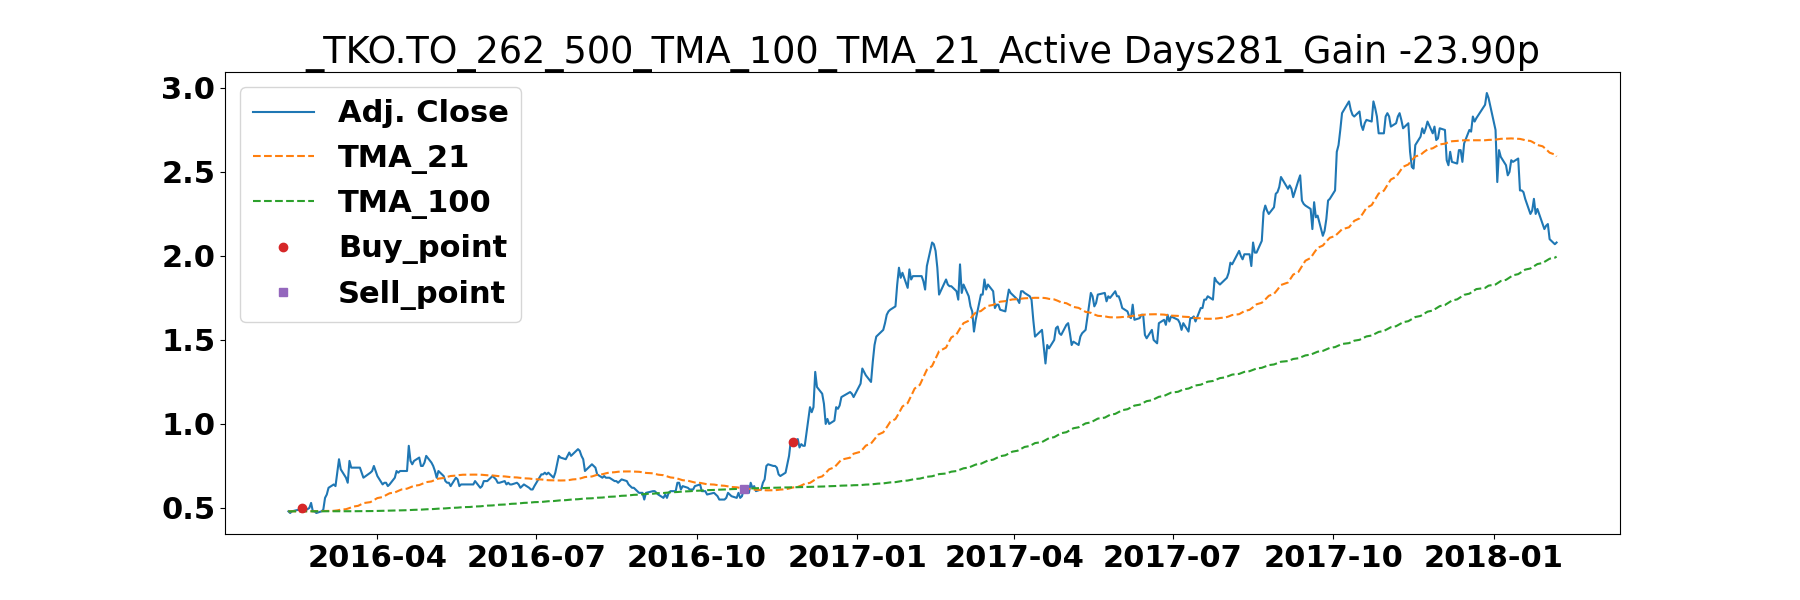 _TKO.TO_262_500_TMA_100_TMA_21_Active Days281_Gain -23.90p
3.0
2.5
2.0
1.5
1.0
0.5
Adj. Close
TMA_21
TMA_100
Buy_point
Sell_point
2016-04 2016-07 2016-10 2017-01 2017-04 2017-07 2017-10 2018-01